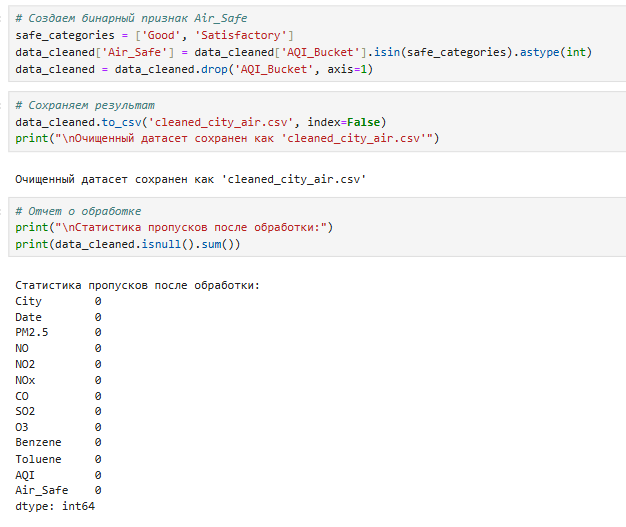 # Создаем бинарный признак Air_Safe
safe_categories = ['Good', 'Satisfactory']
data_cleaned['Air_Safe'] = data_cleaned['AQI_Bucket'].isin(safe_categories).astype(int)
data_cleaned = data_cleaned.drop('AQI_Bucket', axis=1)
# Сохраняем результат
data_cleaned.to_csv('cleaned_city_air.csv', index=False)
print("\nОчищенный датасет сохранен как 'cleaned_city_air.csv'")
Очищенный датасет сохранен как 'cleaned_city_air.csv'
# Отчет о обработке
print("\nСтатистика пропусков после обработки:")
print(data_cleaned.isnull().sum())
Статистика пропусков после обработки:
City 0
Date 0
PM2.5 0
NO 0
NO2 0
NOx 0
CO 0
SO2 0
O3 0
Benzene 0
Toluene 0
AQI 0
Air_Safe 0
dtype: int64